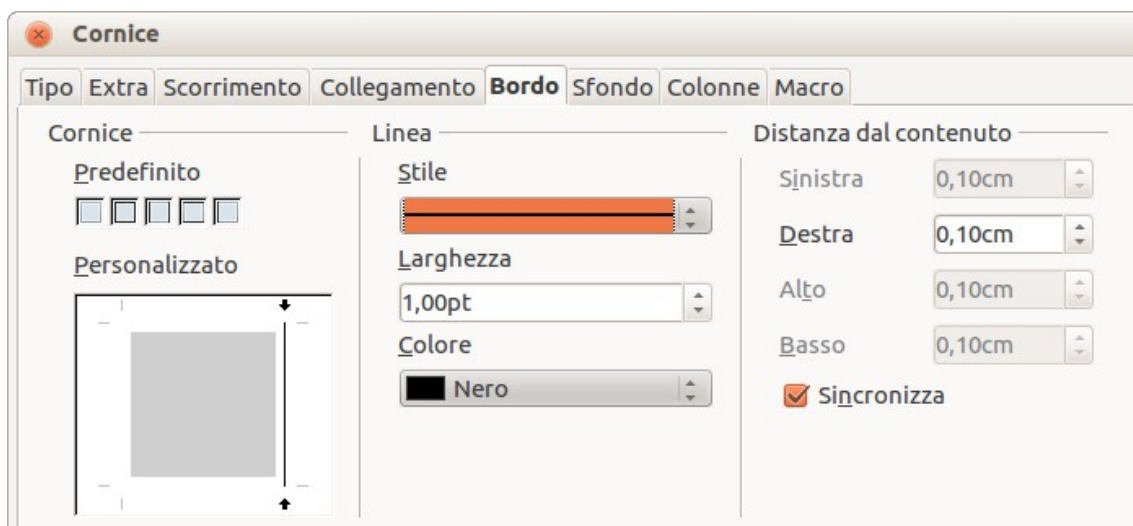 Cornice
Tipo Extra Scorrimento Collegamento Bordo Sfondo Colonne Macro
Cornice
Predefinito
Personalizzato
Linea
Stile
Larghezza
1,00pt
Colore
Nero
Distanza dal contenuto
Sinistra 0,10cm
Destra 0,10cm
Alto 0,10cm
Basso 0,10cm
Sincronizza